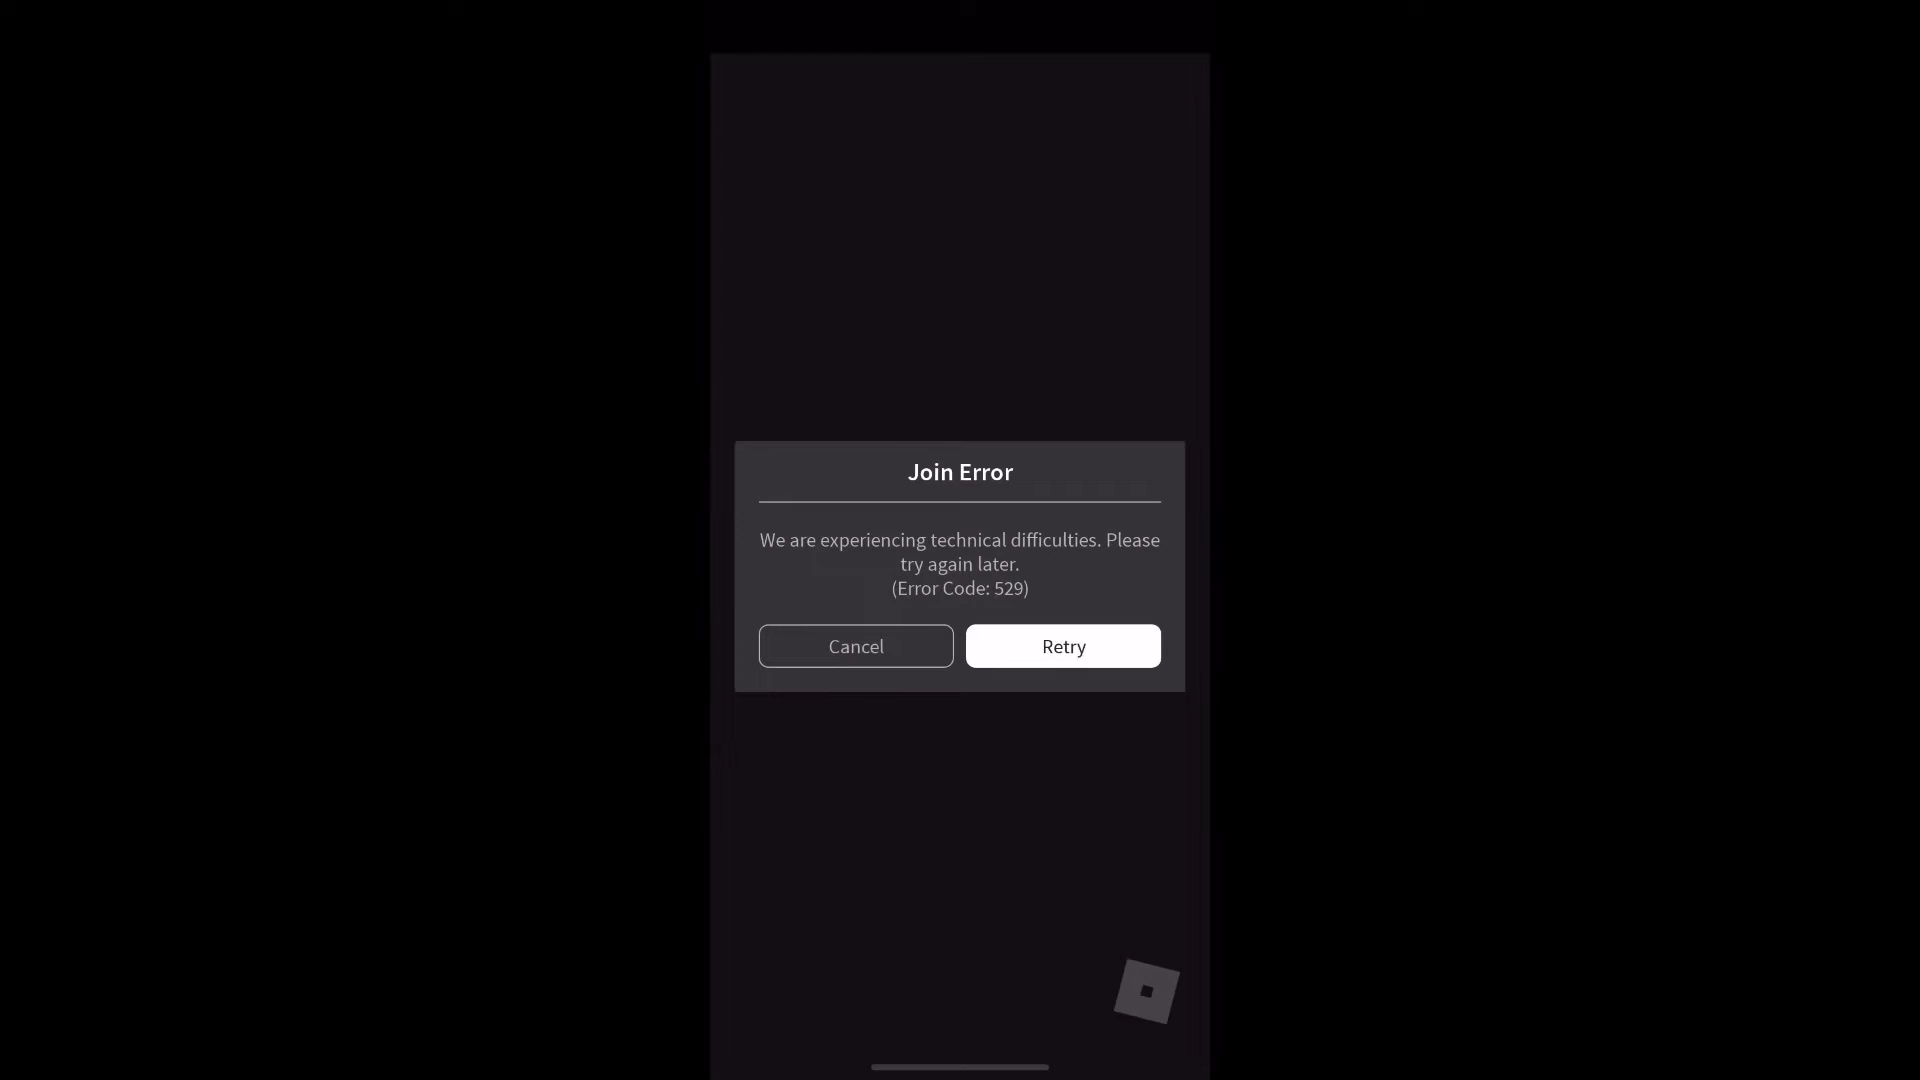 Join Error
We are experiencing technical difficulties. Please
try again later.
(Error Code: 529)
Cancel
Retry